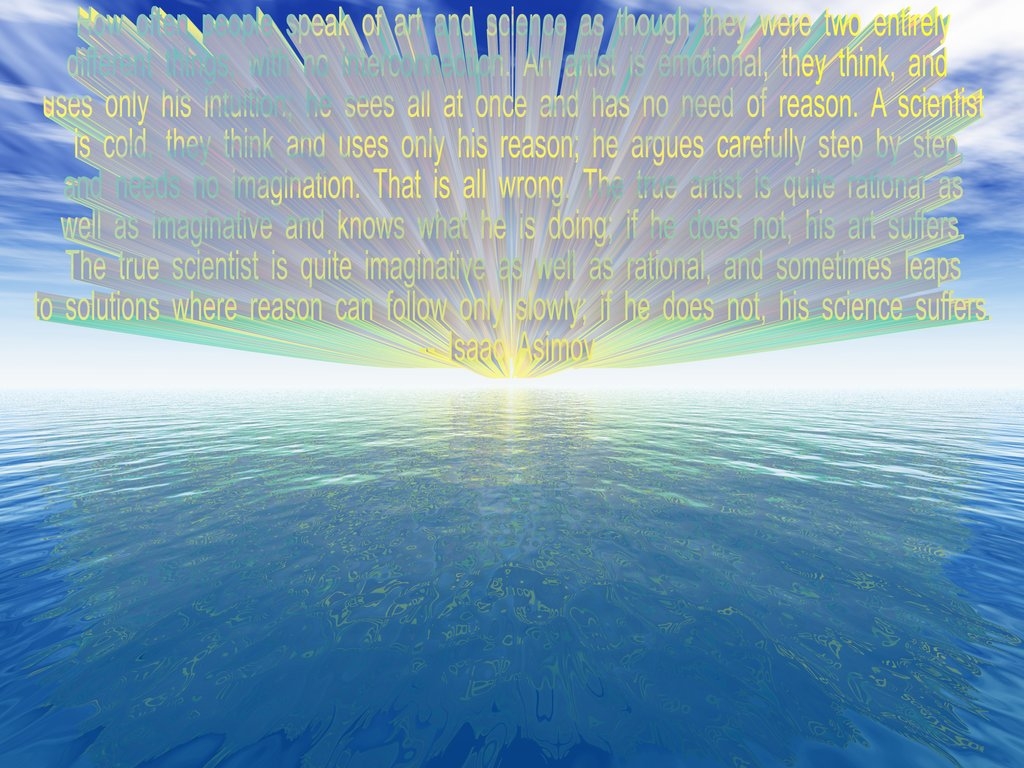 How often people speak of art and science as though they were two entirely
different things, with no interconnection. An artist is emotional, they think, and
uses only his intuition; he sees all at once and has no need of reason. A scientist
is cold, they think and uses only his reason; he argues carefully step by step
and needs no imagination. That is all wrong. The true artist is quite rational as
well as imaginative and knows what he is doing; if he does not, his art suffers.
The true scientist is quite imaginative as well as rational, and sometimes leaps
to solutions where reason can follow only slowly; if he does not, his science suffers.
-- Isaac Asimov